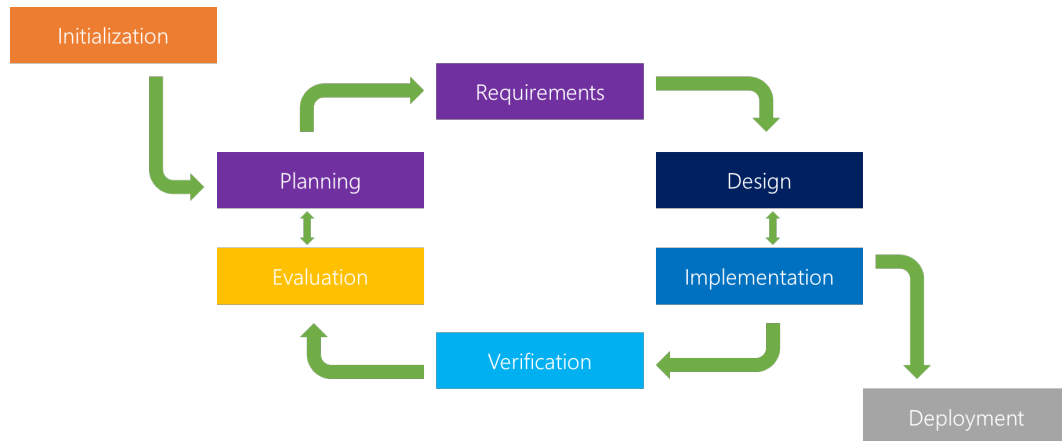 Initialization
Requirements
Planning
Design
Evaluation
Implementation
Verification
Deployment